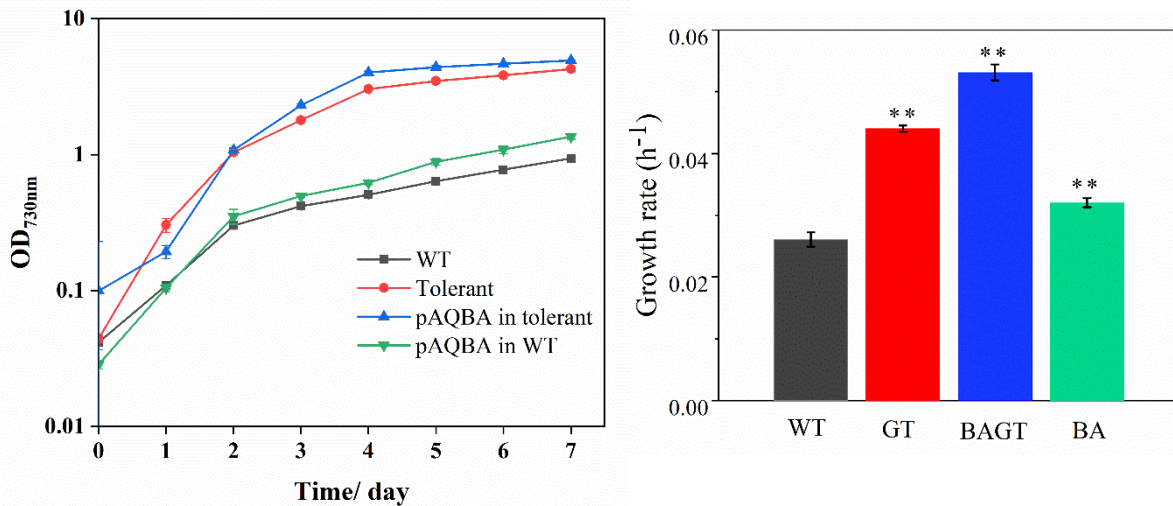 10
1
0.1
0.01
OD730nm
WT
Tolerant
pAQBA in tolerant
pAQBA in WT
0 1 2 3 4 5 6 7
Time/ day
0.06
0.04
0.02
0.00
Growth rate (h⁻¹)
**
**
**
WT GT BAGT BA